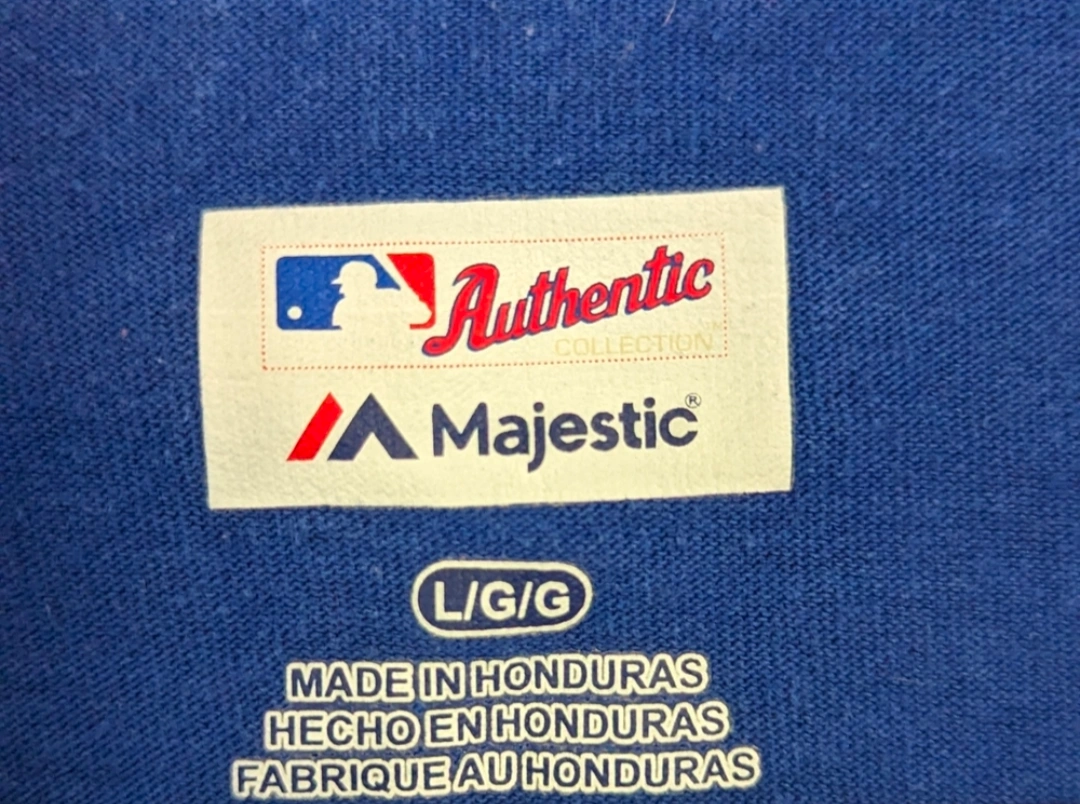 Authentic
COLLECTION
Majestic®
L/G/G
MADE IN HONDURAS
HECHO EN HONDURAS
FABRIQUE AU HONDURAS